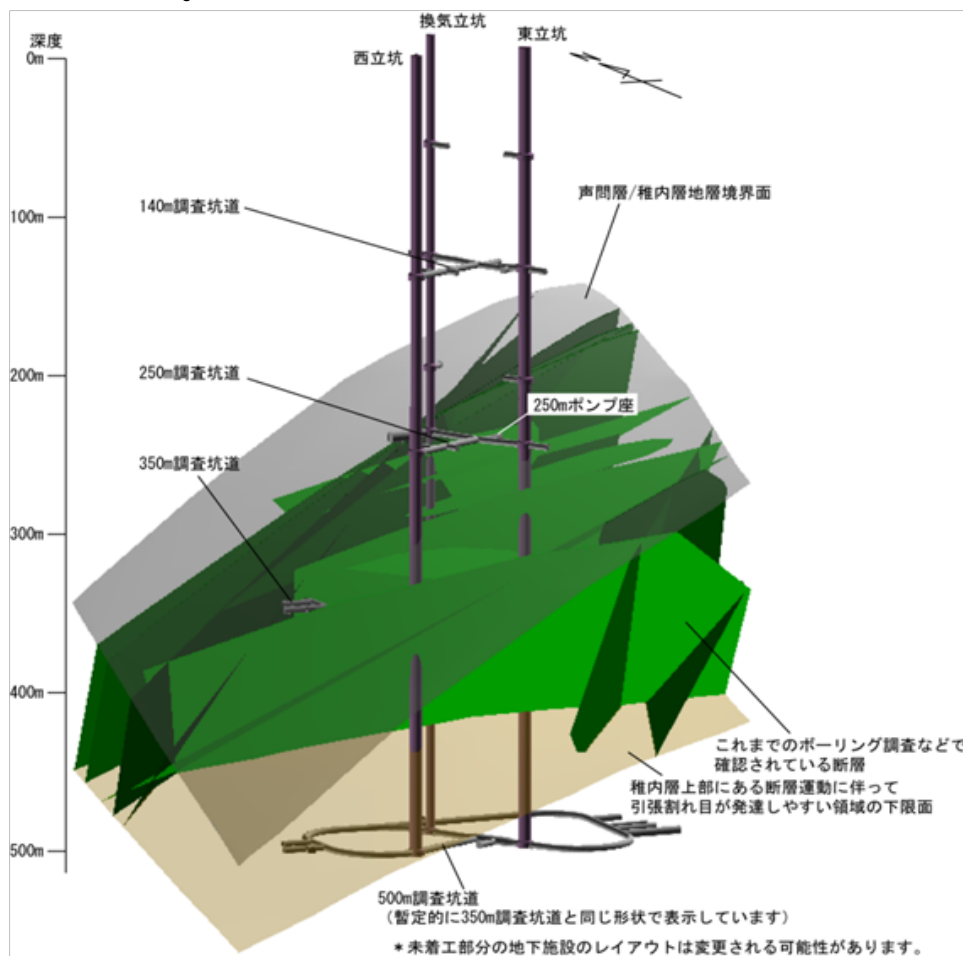 換気立坑
深度
東立坑
0m
西立坑
声問層/稚内層地層境界面
140m調査坑道
100m
200m
250m調査坑道
250mポンプ座
350m調査坑道
300m
400m
これまでのボーリング調査などで
確認されている断層
稚内層上部にある断層運動に伴って
引張割れ目が発達しやすい領域の下限面
500m
500m調査坑道
(暫定的に350m調査坑道と同じ形状で表示しています)
*未着工部分の地下施設のレイアウトは変更される可能性があります。